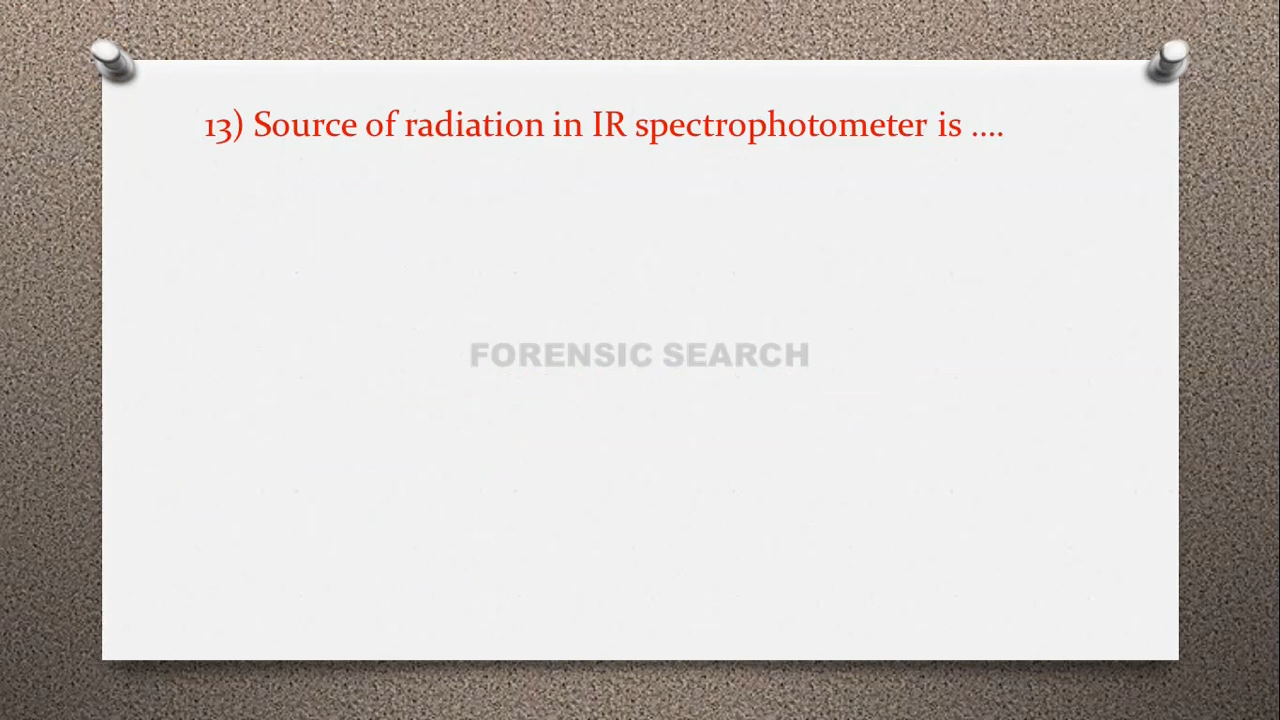 13) Source of radiation in IR spectrophotometer is ....
FORENSIC SEARCH